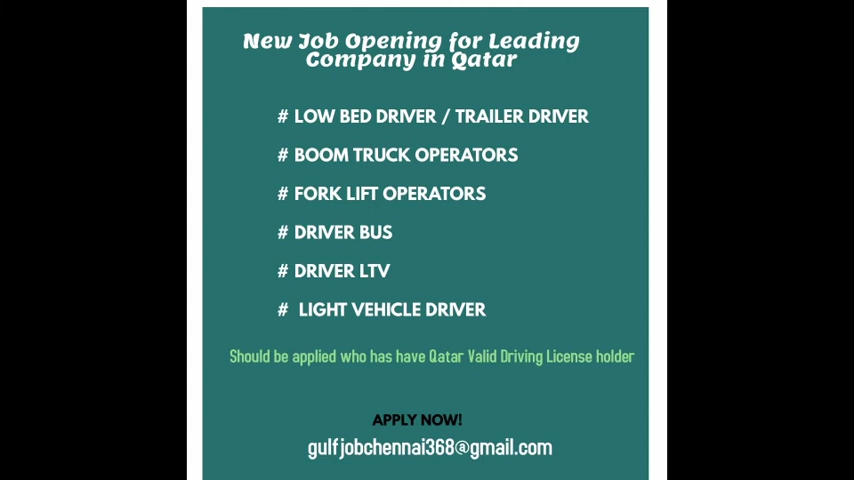 New Job Opening for Leading
Company in Qatar
# LOW BED DRIVER / TRAILER DRIVER
# BOOM TRUCK OPERATORS
# FORK LIFT OPERATORS
# DRIVER BUS
# DRIVER LTV
# LIGHT VEHICLE DRIVER
Should be applied who has have Qatar Valid Driving License holder
APPLY NOW!
gulfjobchennai368@gmail.com